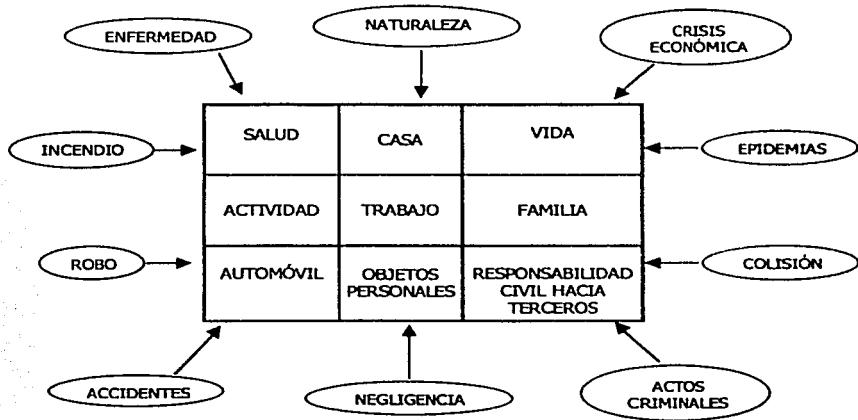 ENFERMEDAD
NATURALEZA
CRISIS
ECONÓMICA
SALUD
CASA
VIDA
INCENDIO
EPIDEMIAS
ACTIVIDAD
TRABAJO
FAMILIA
ROBO
AUTOMÓVIL
OBJETOS
PERSONALES
RESPONSABILIDAD
CIVIL HACIA
TERCEROS
COLISIÓN
ACCIDENTES
NEGLIGENCIA
ACTOS
CRIMINALES